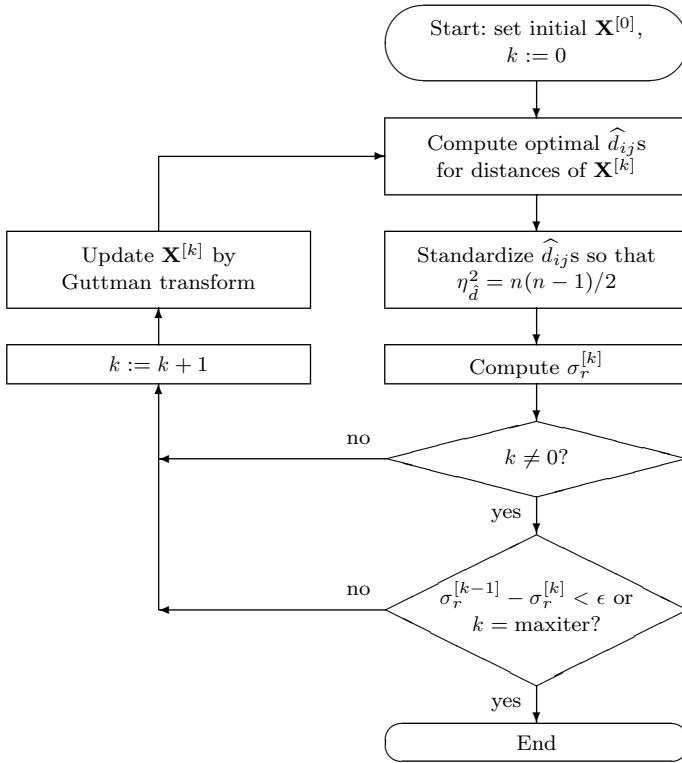 Start: set initial X^[0],
k := 0
Compute optimal d̂_ij s
for distances of X^[k]
Update X^[k] by
Guttman transform
Standardize d̂_ij s so that
η²_d̂ = n(n − 1)/2
k := k + 1
Compute σ_r^[k]
no
k ≠ 0?
yes
no
σ_r^[k−1] − σ_r^[k] < ϵ or
k = maxiter?
yes
End